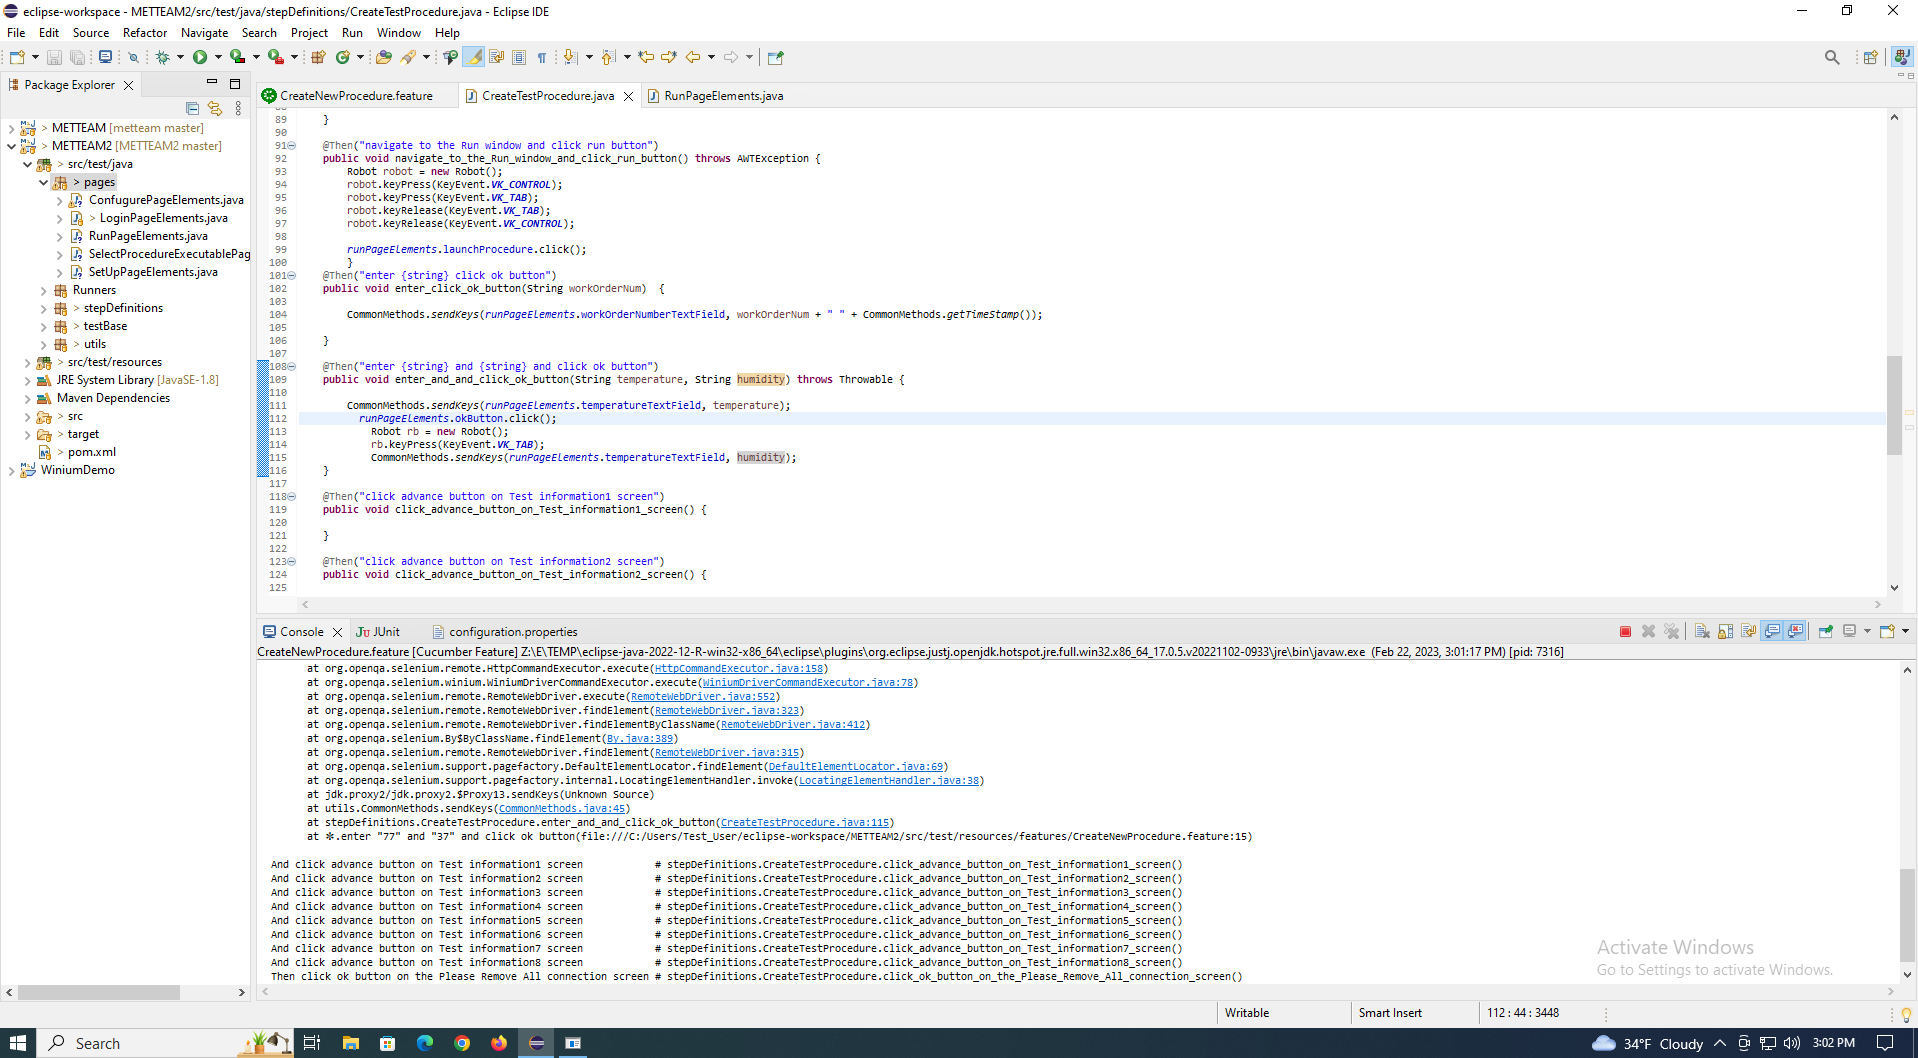 eclipse-workspace - METTEAM2/src/test/java/stepDefinitions/CreateTestProcedure.java - Eclipse IDE
File Edit Source Refactor Navigate Search Project Run Window Help
Package Explorer
> METTEAM [metteam master]
> METTEAM2 [METTEAM2 master]
> src/test/java
> pages
ConfugurePageElements.java
> LoginPageElements.java
RunPageElements.java
SelectProcedureExecutablePag
SetUpPageElements.java
Runners
> stepDefinitions
> testBase
> utils
> src/test/resources
JRE System Library [JavaSE-1.8]
Maven Dependencies
> src
> target
> pom.xml
WiniumDemo
CreateNewProcedure.feature CreateTestProcedure.java RunPageElements.java
89 }
90
91 @Then("navigate to the Run window and click run button")
92 public void navigate_to_the_Run_window_and_click_run_button() throws AWTException {
93 Robot robot = new Robot();
94 robot.keyPress(KeyEvent.VK_CONTROL);
95 robot.keyPress(KeyEvent.VK_TAB);
96 robot.keyRelease(KeyEvent.VK_TAB);
97 robot.keyRelease(KeyEvent.VK_CONTROL);
98
99 runPageElements.launchProcedure.click();
100 }
101 @Then("enter {string} click ok button")
102 public void enter_click_ok_button(String workOrderNum) {
103
104 CommonMethods.sendKeys(runPageElements.workOrderNumberTextField, workOrderNum + " " + CommonMethods.getTimeStamp());
105
106 }
107
108 @Then("enter {string} and {string} and click ok button")
109 public void enter_and_and_click_ok_button(String temperature, String humidity) throws Throwable {
110
111 CommonMethods.sendKeys(runPageElements.temperatureTextField, temperature);
112 runPageElements.okButton.click();
113 Robot rb = new Robot();
114 rb.keyPress(KeyEvent.VK_TAB);
115 CommonMethods.sendKeys(runPageElements.temperatureTextField, humidity);
116 }
117
118 @Then("click advance button on Test information1 screen")
119 public void click_advance_button_on_Test_information1_screen() {
120
121 }
122
123 @Then("click advance button on Test information2 screen")
124 public void click_advance_button_on_Test_information2_screen() {
125
Console JUnit configuration.properties
CreateNewProcedure.feature [Cucumber Feature] Z:\E\TEMP\eclipse-java-2022-12-R-win32-x86_64\eclipse\plugins\org.eclipse.justj.openjdk.hotspot.jre.full.win32.x86_64_17.0.5.v20221102-0933\jre\bin\javaw.exe (Feb 22, 2023, 3:01:17 PM) [pid: 7316]
at org.openqa.selenium.remote.HttpCommandExecutor.execute(HttpCommandExecutor.java:158)
at org.openqa.selenium.winium.WiniumDriverCommandExecutor.execute(WiniumDriverCommandExecutor.java:78)
at org.openqa.selenium.remote.RemoteWebDriver.execute(RemoteWebDriver.java:552)
at org.openqa.selenium.remote.RemoteWebDriver.findElement(RemoteWebDriver.java:323)
at org.openqa.selenium.remote.RemoteWebDriver.findElementByClassName(RemoteWebDriver.java:412)
at org.openqa.selenium.By$ByClassName.findElement(By.java:389)
at org.openqa.selenium.remote.RemoteWebDriver.findElement(RemoteWebDriver.java:315)
at org.openqa.selenium.support.pagefactory.DefaultElementLocator.findElement(DefaultElementLocator.java:69)
at org.openqa.selenium.support.pagefactory.internal.LocatingElementHandler.invoke(LocatingElementHandler.java:38)
at jdk.proxy2/jdk.proxy2.$Proxy13.sendKeys(Unknown Source)
at utils.CommonMethods.sendKeys(CommonMethods.java:45)
at stepDefinitions.CreateTestProcedure.enter_and_and_click_ok_button(CreateTestProcedure.java:115)
at ✽.enter "77" and "37" and click ok button(file:///C:/Users/Test_User/eclipse-workspace/METTEAM2/src/test/resources/features/CreateNewProcedure.feature:15)
And click advance button on Test information1 screen # stepDefinitions.CreateTestProcedure.click_advance_button_on_Test_information1_screen()
And click advance button on Test information2 screen # stepDefinitions.CreateTestProcedure.click_advance_button_on_Test_information2_screen()
And click advance button on Test information3 screen # stepDefinitions.CreateTestProcedure.click_advance_button_on_Test_information3_screen()
And click advance button on Test information4 screen # stepDefinitions.CreateTestProcedure.click_advance_button_on_Test_information4_screen()
And click advance button on Test information5 screen # stepDefinitions.CreateTestProcedure.click_advance_button_on_Test_information5_screen()
And click advance button on Test information6 screen # stepDefinitions.CreateTestProcedure.click_advance_button_on_Test_information6_screen()
And click advance button on Test information7 screen # stepDefinitions.CreateTestProcedure.click_advance_button_on_Test_information7_screen()
And click advance button on Test information8 screen # stepDefinitions.CreateTestProcedure.click_advance_button_on_Test_information8_screen()
Then click ok button on the Please Remove All connection screen # stepDefinitions.CreateTestProcedure.click_ok_button_on_the_Please_Remove_All_connection_screen()
Activate Windows
Go to Settings to activate Windows.
Writable Smart Insert 112 : 44 : 3448
Search 34°F Cloudy 3:02 PM